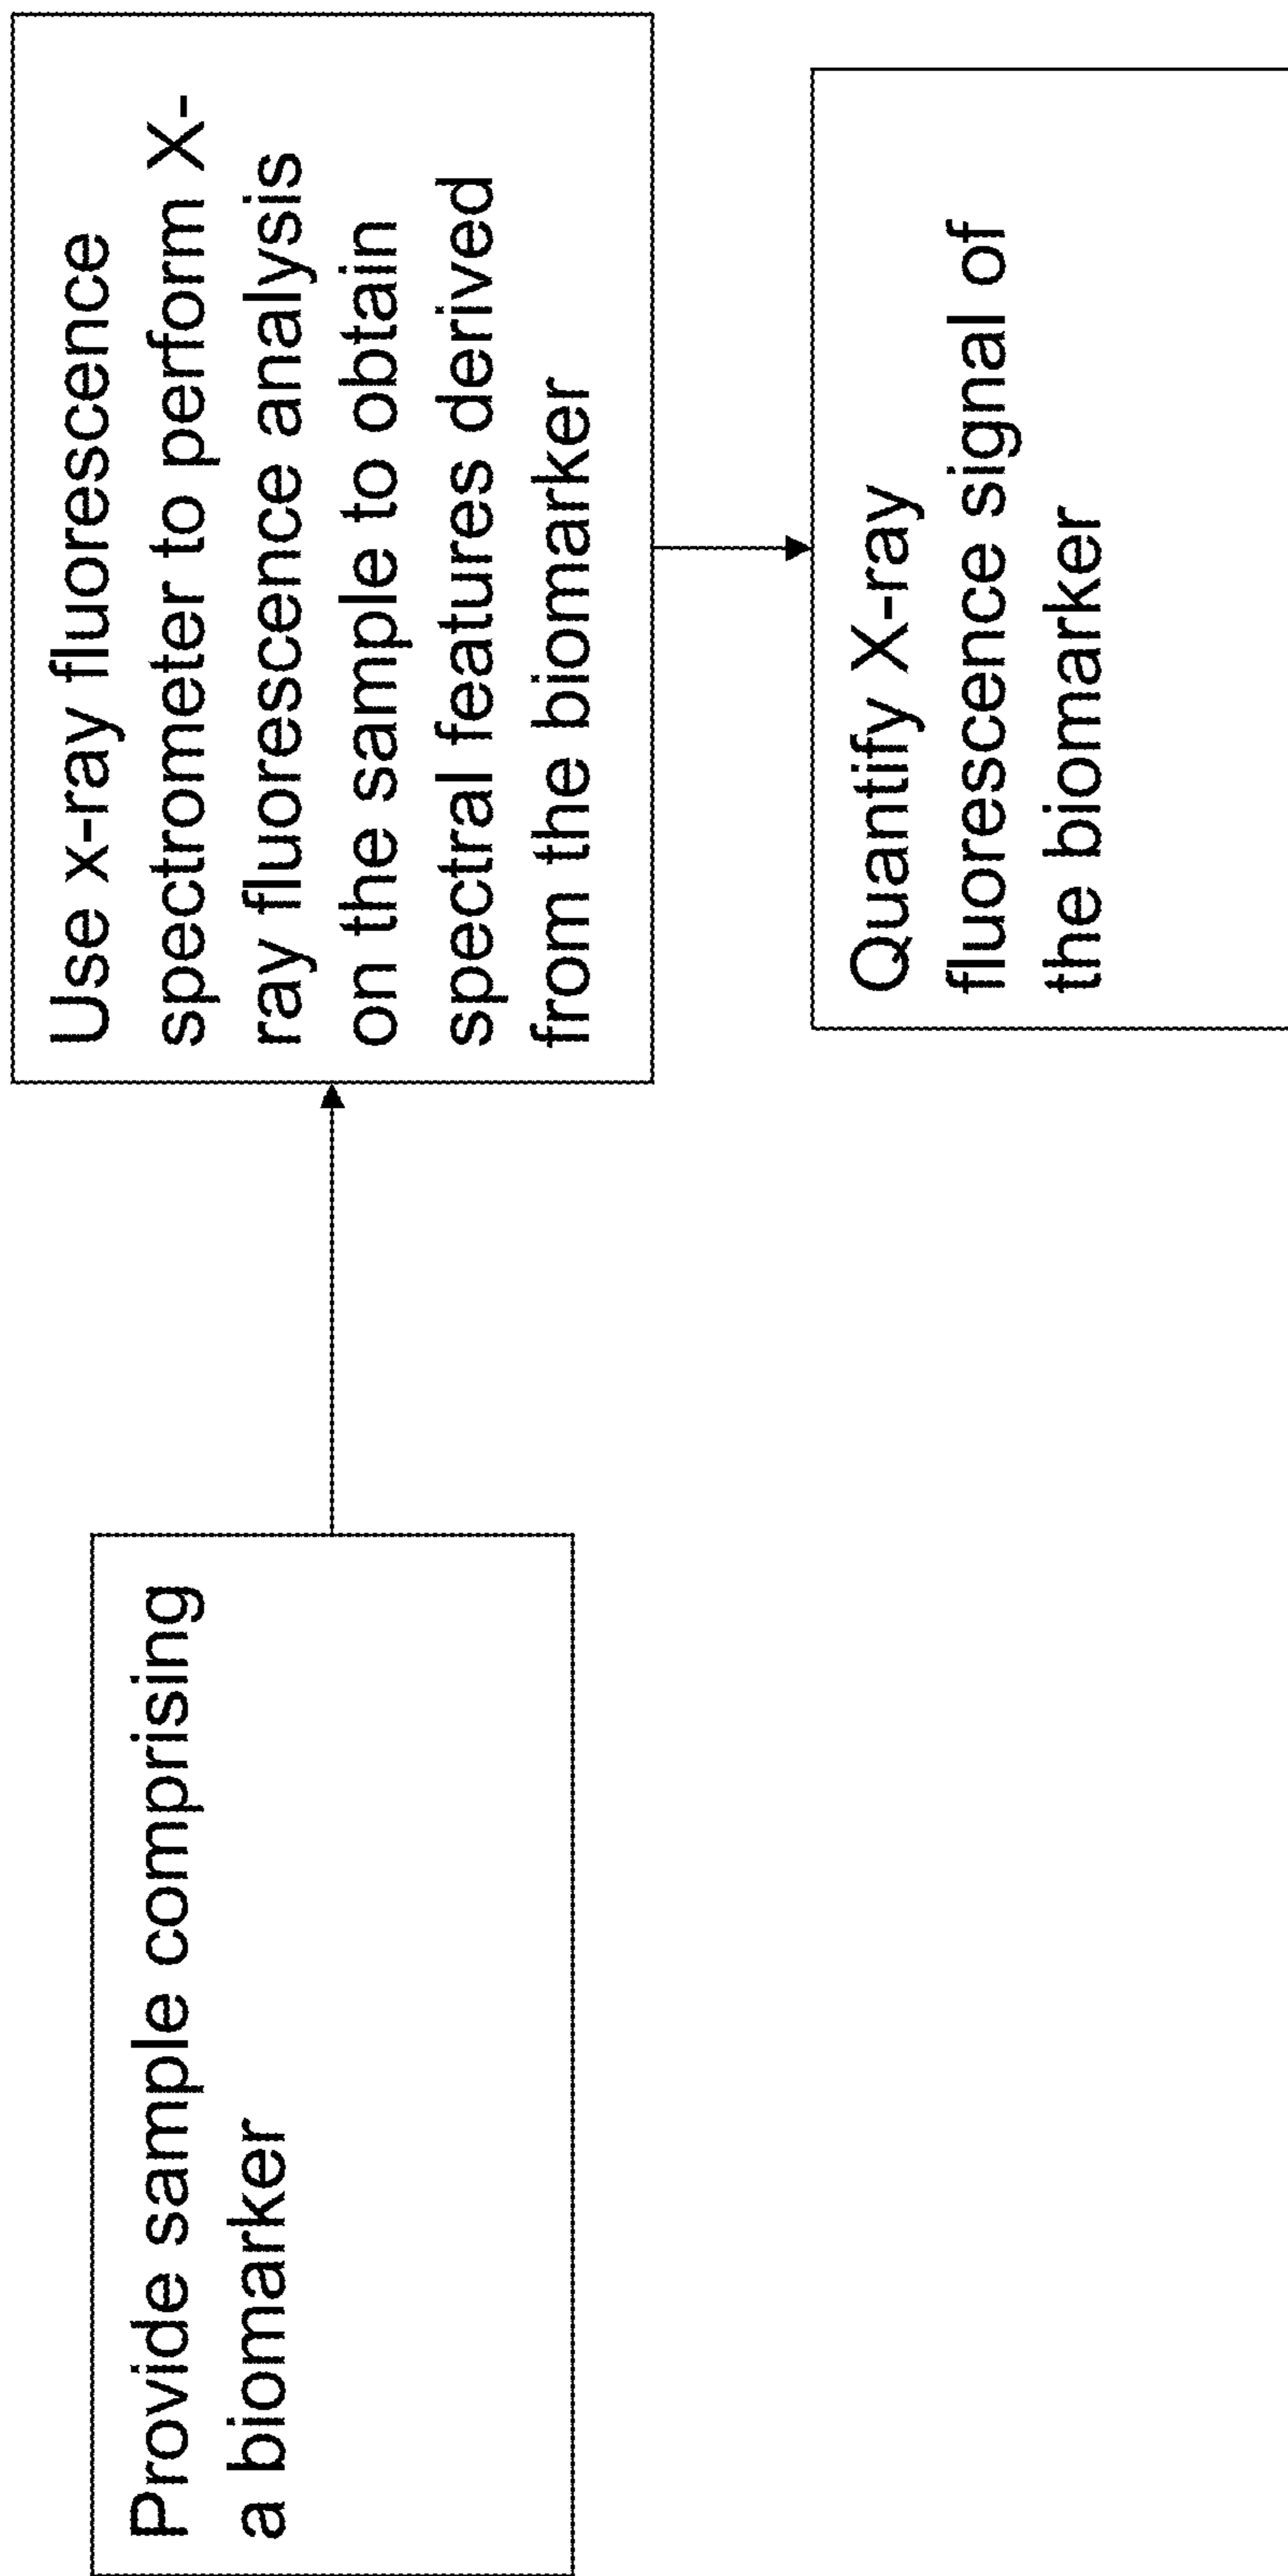 Provide sample comprising
a biomarker
Use x-ray fluorescence
spectrometer to perform X-
ray fluorescence analysis
on the sample to obtain
spectral features derived
from the biomarker
Quantify X-ray
fluorescence signal of
the biomarker